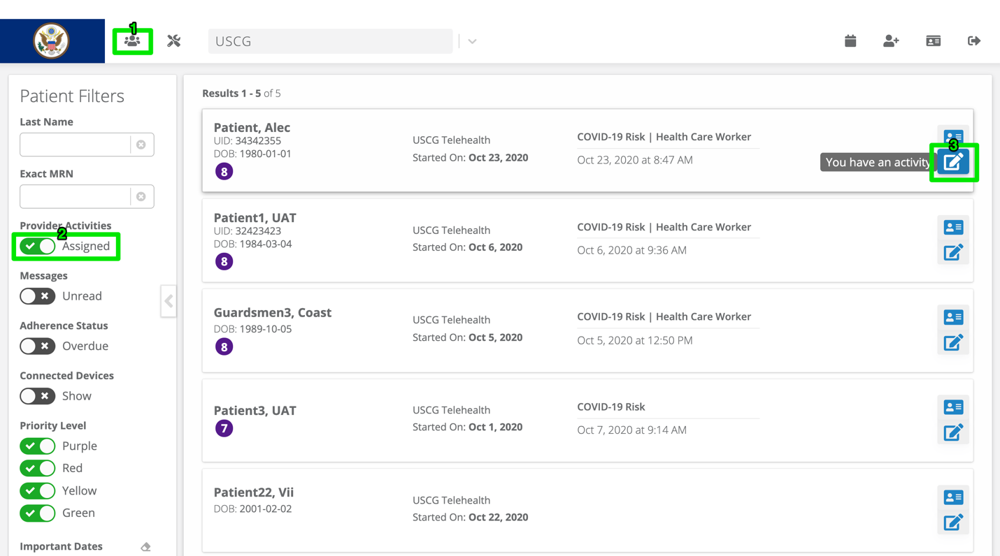 1
USCG
Patient Filters
Last Name
Exact MRN
Provider Activities
2
Assigned
Messages
Unread
Adherence Status
Overdue
Connected Devices
Show
Priority Level
Purple
Red
Yellow
Green
Important Dates
Results 1 - 5 of 5
Patient, Alec
UID: 34342355
DOB: 1980-01-01
8
USCG Telehealth
Started On: Oct 23, 2020
COVID-19 Risk | Health Care Worker
Oct 23, 2020 at 8:47 AM
3
You have an activity
Patient1, UAT
UID: 32423423
DOB: 1984-03-04
8
USCG Telehealth
Started On: Oct 6, 2020
COVID-19 Risk | Health Care Worker
Oct 6, 2020 at 9:36 AM
Guardsmen3, Coast
DOB: 1989-10-05
8
USCG Telehealth
Started On: Oct 5, 2020
COVID-19 Risk | Health Care Worker
Oct 5, 2020 at 12:50 PM
Patient3, UAT
7
USCG Telehealth
Started On: Oct 1, 2020
COVID-19 Risk
Oct 7, 2020 at 9:14 AM
Patient22, Vii
DOB: 2001-02-02
USCG Telehealth
Started On: Oct 22, 2020